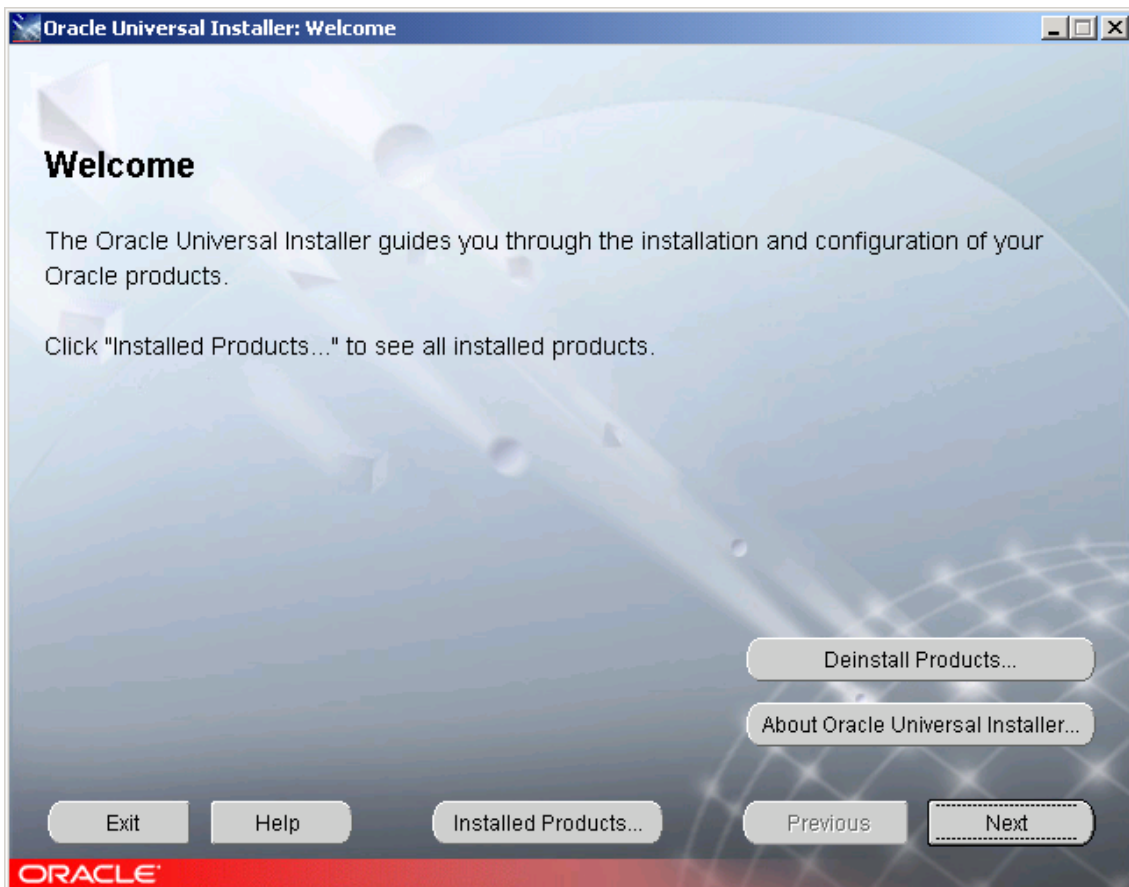 Oracle Universal Installer: Welcome
Welcome
The Oracle Universal Installer guides you through the installation and configuration of your
Oracle products.
Click "Installed Products..." to see all installed products.
Deinstall Products...
About Oracle Universal Installer...
Exit Help Installed Products... Previous Next
ORACLE